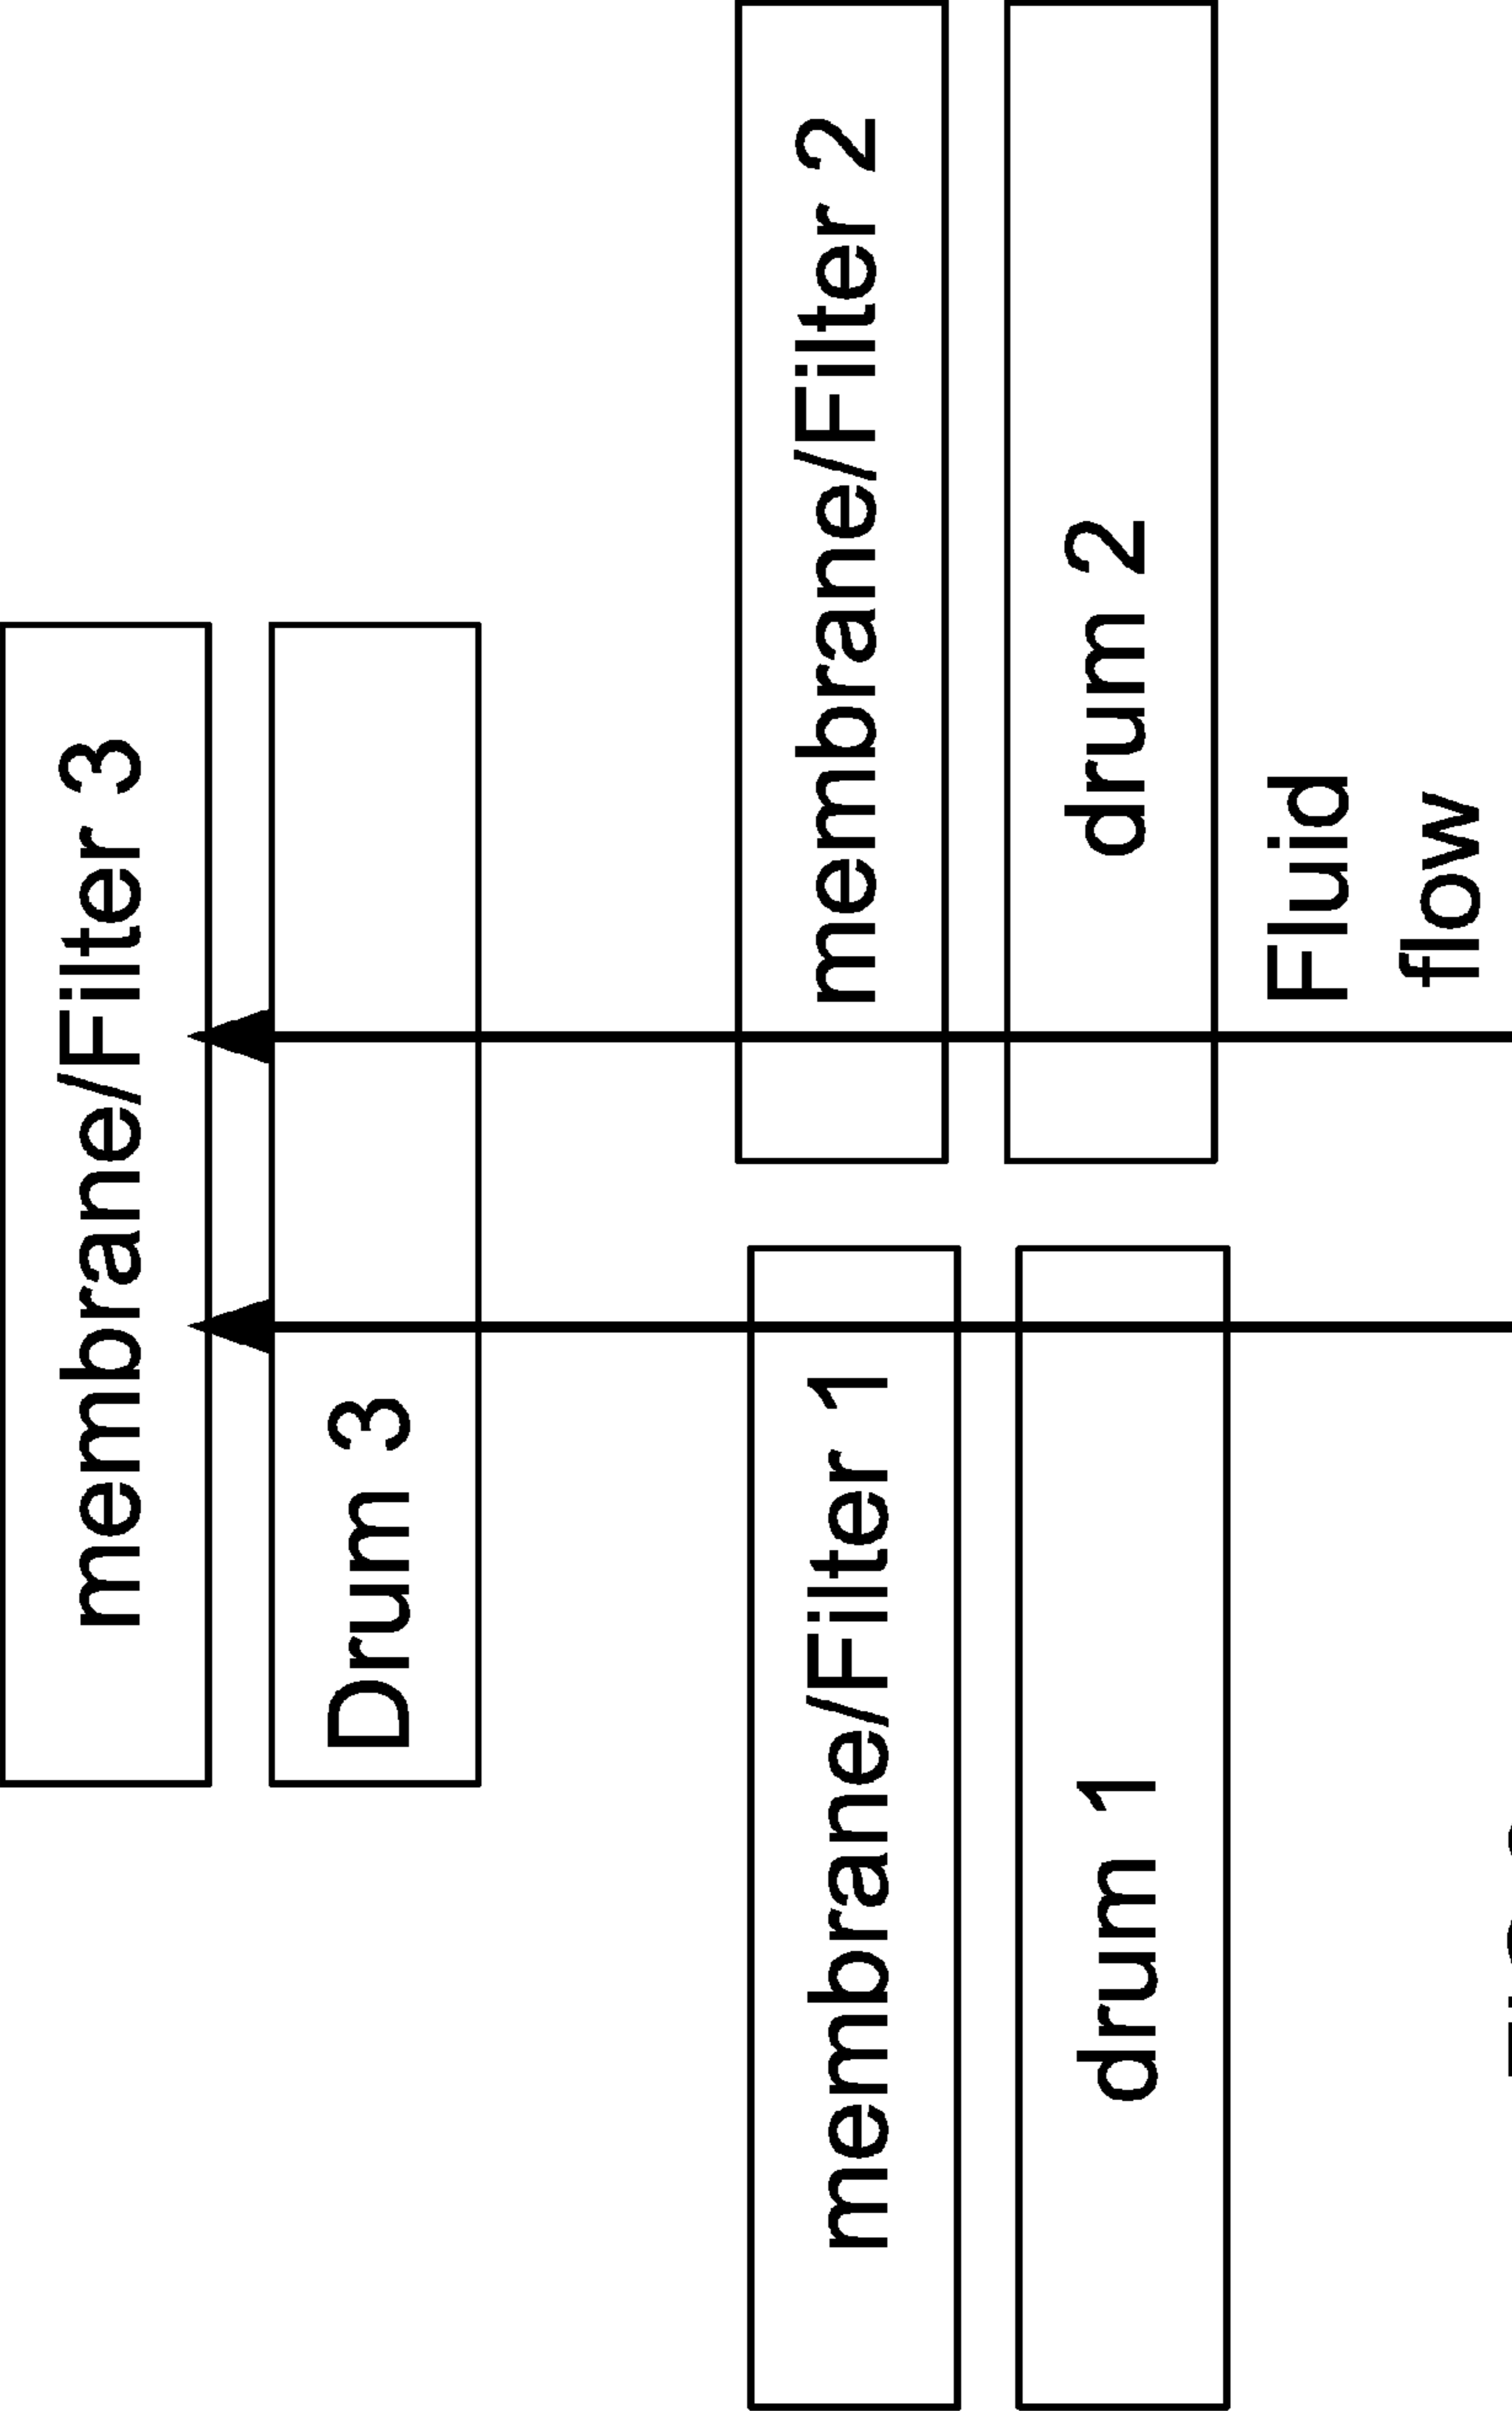 membrane/Filter 3
Drum 3
membrane/Filter 2
membrane/Filter 1
drum 2
drum 1
Fluid
flow